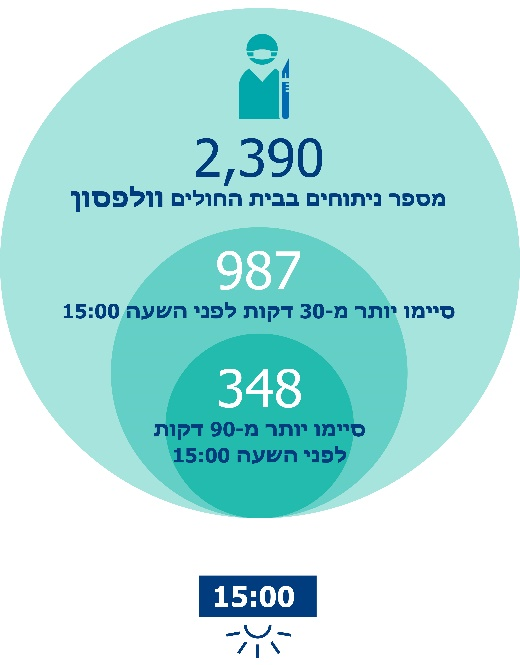 2,390
מספר ניתוחים בבית החולים וולפסון
987
סיימו יותר מ-30 דקות לפני השעה 15:00
348
סיימו יותר מ-90 דקות
לפני השעה 15:00
15:00